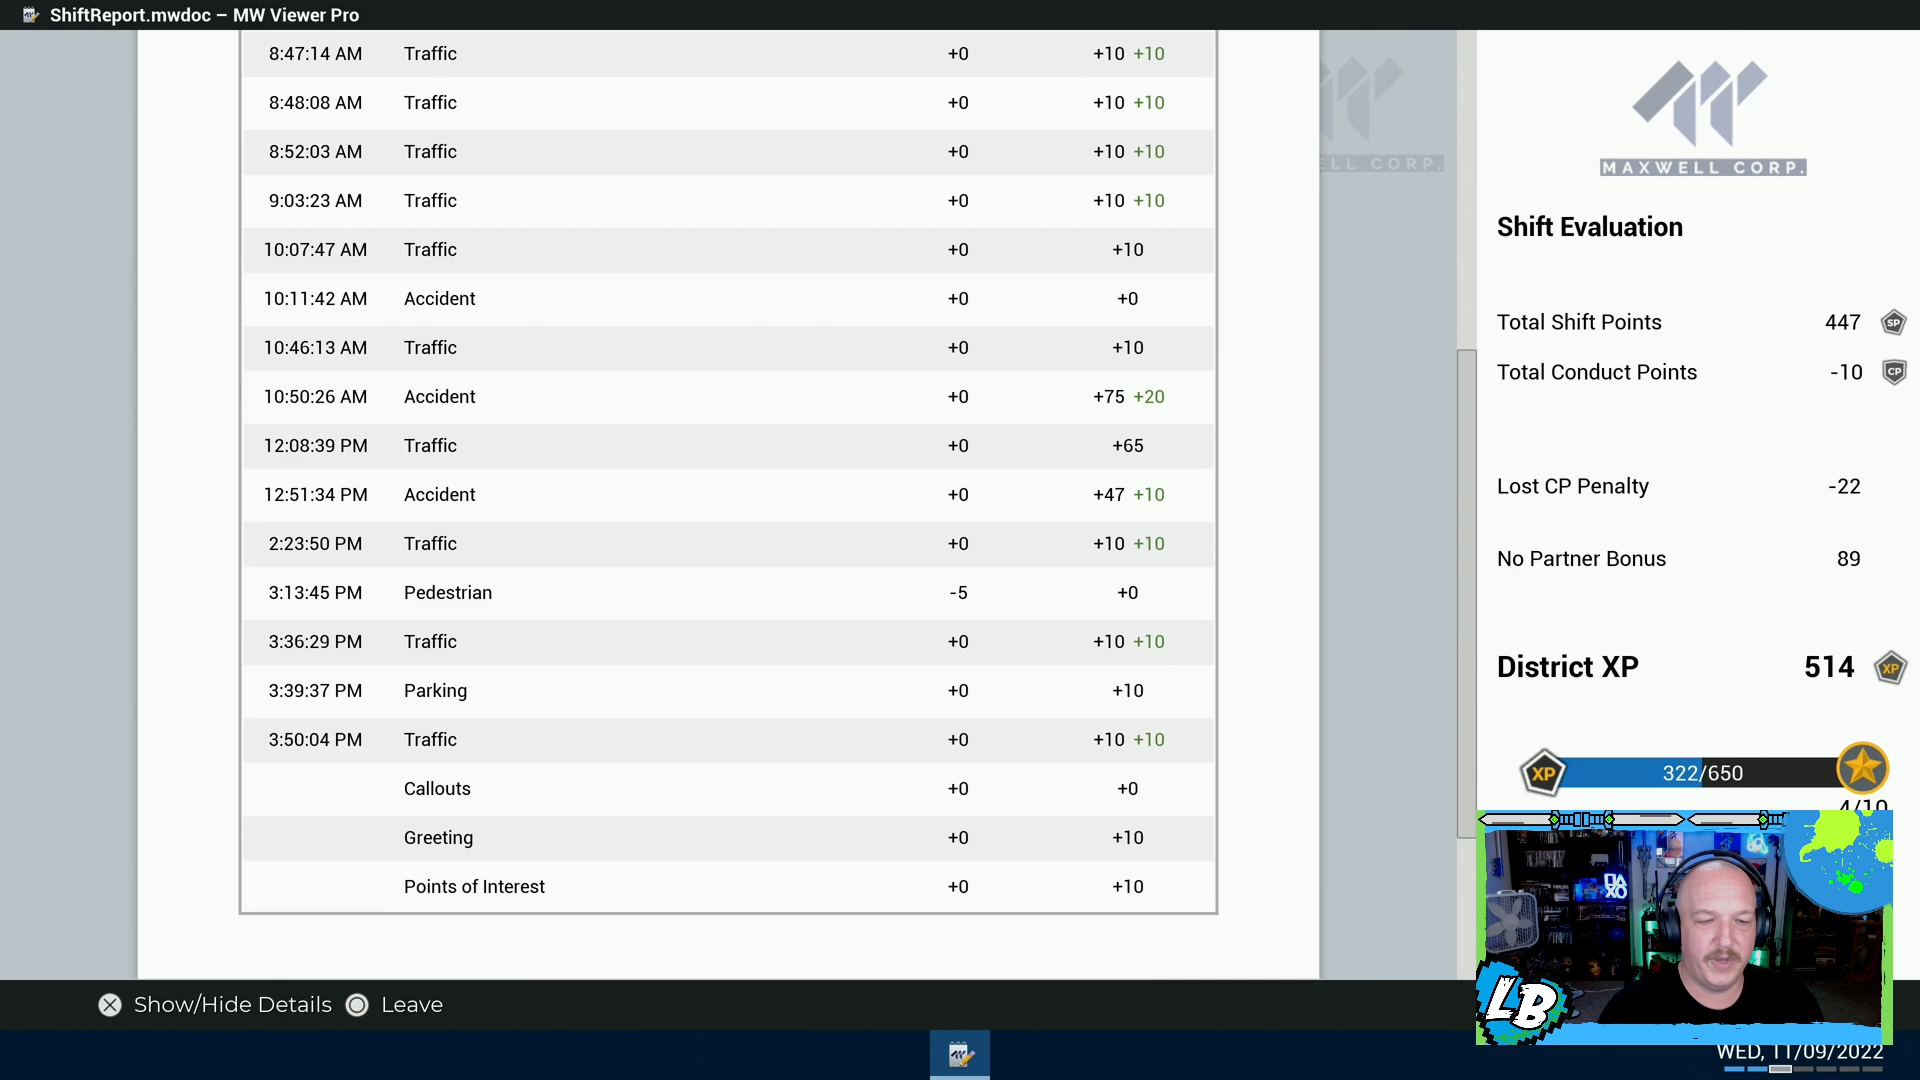 ShiftReport.mwdoc – MW Viewer Pro
8:47:14 AM Traffic +0 +10 +10
8:48:08 AM Traffic +0 +10 +10
8:52:03 AM Traffic +0 +10 +10
9:03:23 AM Traffic +0 +10 +10
10:07:47 AM Traffic +0 +10
10:11:42 AM Accident +0 +0
10:46:13 AM Traffic +0 +10
10:50:26 AM Accident +0 +75 +20
12:08:39 PM Traffic +0 +65
12:51:34 PM Accident +0 +47 +10
2:23:50 PM Traffic +0 +10 +10
3:13:45 PM Pedestrian -5 +0
3:36:29 PM Traffic +0 +10 +10
3:39:37 PM Parking +0 +10
3:50:04 PM Traffic +0 +10 +10
Callouts +0 +0
Greeting +0 +10
Points of Interest +0 +10
LL CORP.
MAXWELL CORP.
Shift Evaluation
Total Shift Points 447 SP
Total Conduct Points -10 CP
Lost CP Penalty -22
No Partner Bonus 89
District XP 514 XP
XP 322/650
4/10
LB
Show/Hide Details Leave
WED, 11/09/2022